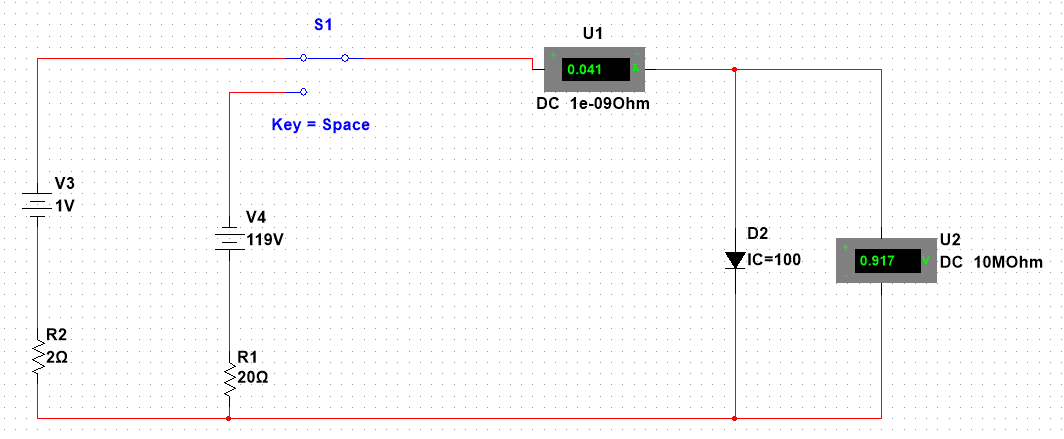 S1
U1
+
-
0.041
A
DC 1e-09Ohm
Key = Space
V3
1V
V4
119V
D2
IC=100
U2
+
0.917
V
-
DC 10MOhm
R2
2Ω
R1
20Ω